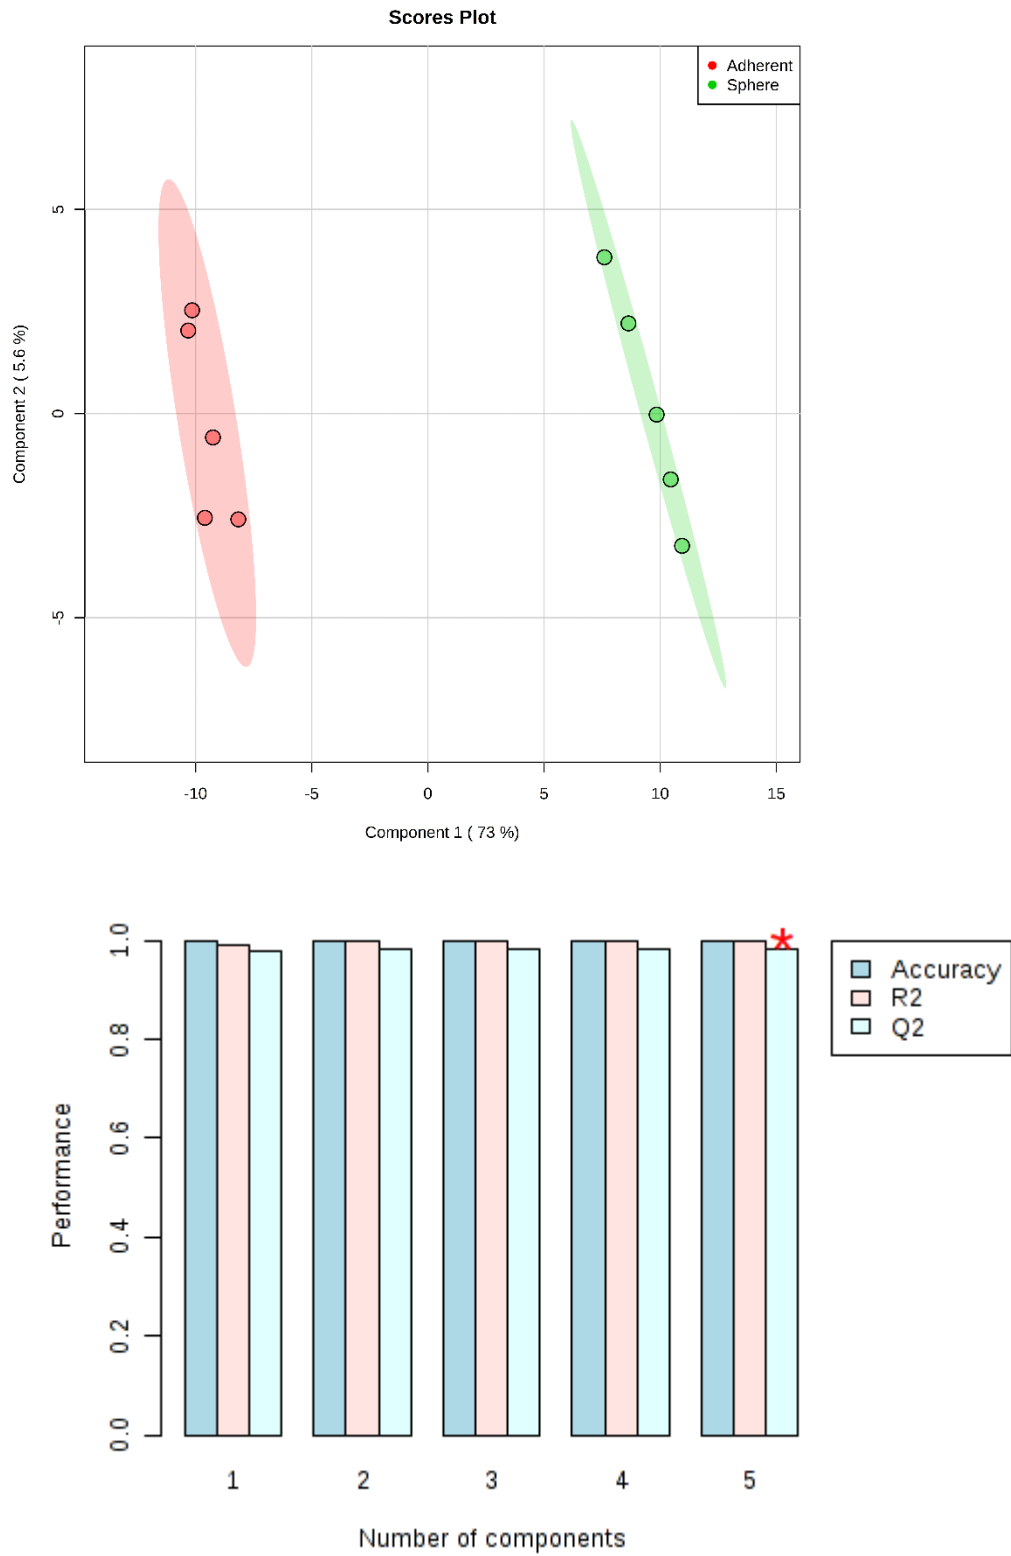 Scores Plot
Adherent
Sphere
5
0
-5
Component 2 ( 5.6 %)
-10 -5 0 5 10 15
Component 1 ( 73 %)
1.0
0.8
0.6
0.4
0.2
0.0
Performance
*
Accuracy
R2
Q2
1 2 3 4 5
Number of components